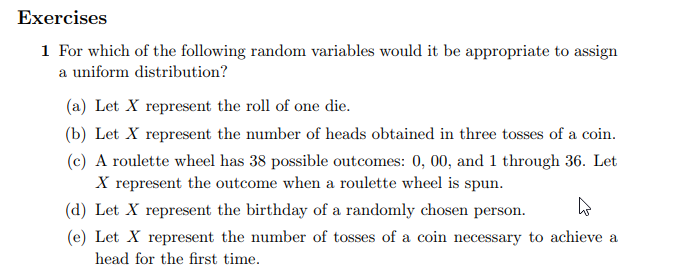 Exercises
1 For which of the following random variables would it be appropriate to assign
a uniform distribution?
(a) Let X represent the roll of one die.
(b) Let X represent the number of heads obtained in three tosses of a coin.
(c) A roulette wheel has 38 possible outcomes: 0, 00, and 1 through 36. Let
X represent the outcome when a roulette wheel is spun.
(d) Let X represent the birthday of a randomly chosen person.
(e) Let X represent the number of tosses of a coin necessary to achieve a
head for the first time.